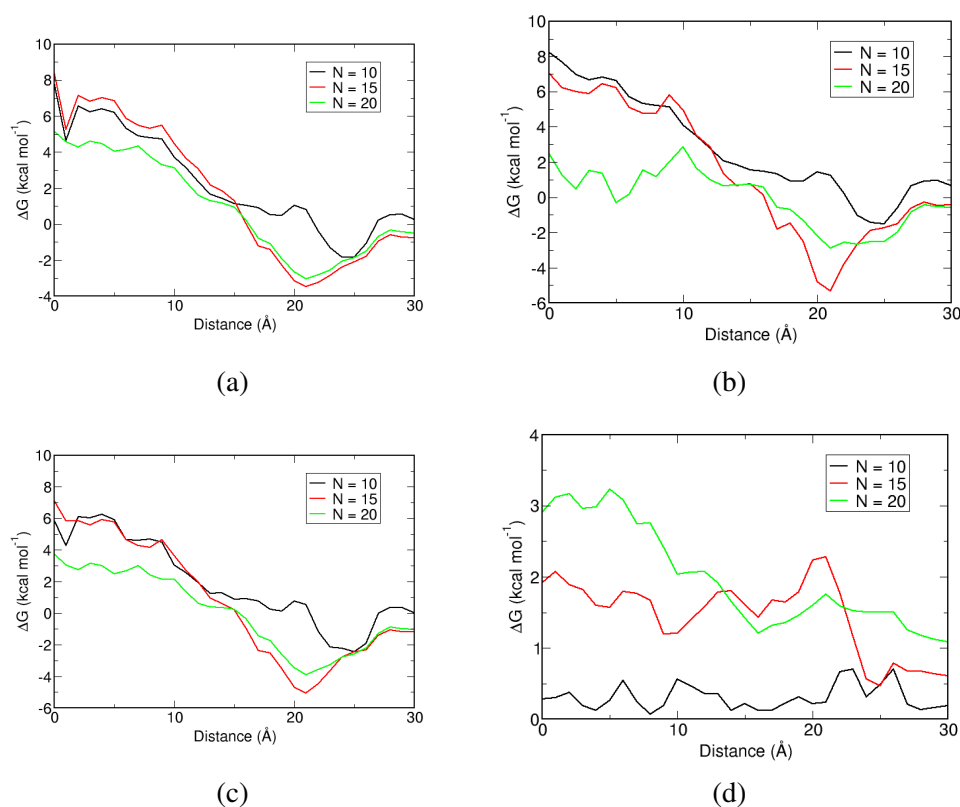 10
8
6
4
2
0
-2
-4
ΔG (kcal mol⁻¹)
N = 10
N = 15
N = 20
0
10
20
30
Distance (Å)
(a)
10
8
6
4
2
0
-2
-4
-6
ΔG (kcal mol⁻¹)
N = 10
N = 15
N = 20
0
10
20
30
Distance (Å)
(b)
10
8
6
4
2
0
-2
-4
-6
ΔG (kcal mol⁻¹)
N = 10
N = 15
N = 20
0
10
20
30
Distance (Å)
(c)
4
3
2
1
0
ΔG (kcal mol⁻¹)
N = 10
N = 15
N = 20
0
10
20
30
Distance (Å)
(d)